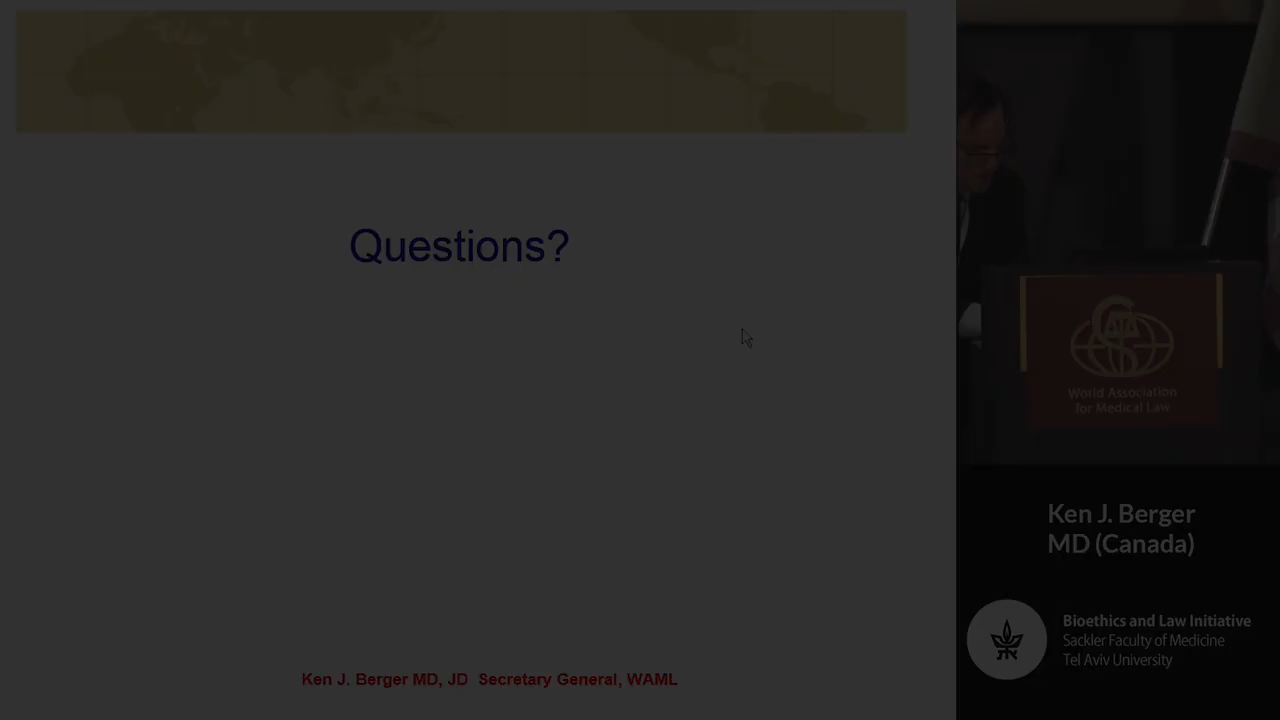 Questions?
Ken J. Berger MD, JD Secretary General, WAML
World Association
for Medical Law
Ken J. Berger
MD (Canada)
Bioethics and Law Initiative
Sackler Faculty of Medicine
Tel Aviv University